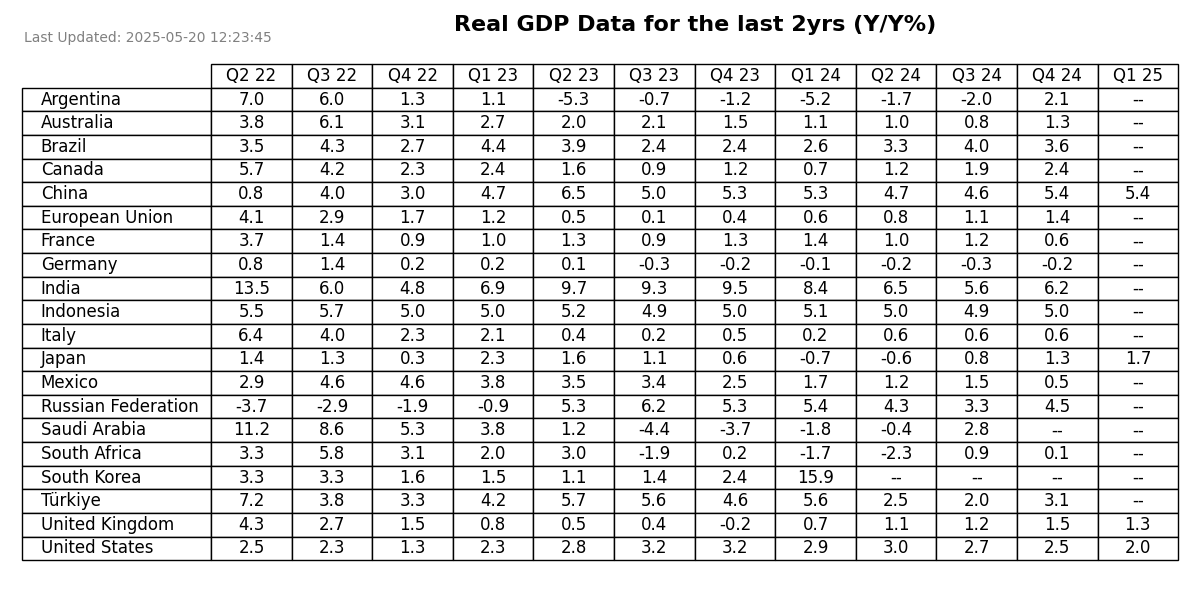 Real GDP Data for the last 2yrs (Y/Y%)
Last Updated: 2025-05-20 12:23:45
Q2 22 Q3 22 Q4 22 Q1 23 Q2 23 Q3 23 Q4 23 Q1 24 Q2 24 Q3 24 Q4 24 Q1 25
Argentina 7.0 6.0 1.3 1.1 -5.3 -0.7 -1.2 -5.2 -1.7 -2.0 2.1 --
Australia 3.8 6.1 3.1 2.7 2.0 2.1 1.5 1.1 1.0 0.8 1.3 --
Brazil 3.5 4.3 2.7 4.4 3.9 2.4 2.4 2.6 3.3 4.0 3.6 --
Canada 5.7 4.2 2.3 2.4 1.6 0.9 1.2 0.7 1.2 1.9 2.4 --
China 0.8 4.0 3.0 4.7 6.5 5.0 5.3 5.3 4.7 4.6 5.4 5.4
European Union 4.1 2.9 1.7 1.2 0.5 0.1 0.4 0.6 0.8 1.1 1.4 --
France 3.7 1.4 0.9 1.0 1.3 0.9 1.3 1.4 1.0 1.2 0.6 --
Germany 0.8 1.4 0.2 0.2 0.1 -0.3 -0.2 -0.1 -0.2 -0.3 -0.2 --
India 13.5 6.0 4.8 6.9 9.7 9.3 9.5 8.4 6.5 5.6 6.2 --
Indonesia 5.5 5.7 5.0 5.0 5.2 4.9 5.0 5.1 5.0 4.9 5.0 --
Italy 6.4 4.0 2.3 2.1 0.4 0.2 0.5 0.2 0.6 0.6 0.6 --
Japan 1.4 1.3 0.3 2.3 1.6 1.1 0.6 -0.7 -0.6 0.8 1.3 1.7
Mexico 2.9 4.6 4.6 3.8 3.5 3.4 2.5 1.7 1.2 1.5 0.5 --
Russian Federation -3.7 -2.9 -1.9 -0.9 5.3 6.2 5.3 5.4 4.3 3.3 4.5 --
Saudi Arabia 11.2 8.6 5.3 3.8 1.2 -4.4 -3.7 -1.8 -0.4 2.8 -- --
South Africa 3.3 5.8 3.1 2.0 3.0 -1.9 0.2 -1.7 -2.3 0.9 0.1 --
South Korea 3.3 3.3 1.6 1.5 1.1 1.4 2.4 15.9 -- -- -- --
Türkiye 7.2 3.8 3.3 4.2 5.7 5.6 4.6 5.6 2.5 2.0 3.1 --
United Kingdom 4.3 2.7 1.5 0.8 0.5 0.4 -0.2 0.7 1.1 1.2 1.5 1.3
United States 2.5 2.3 1.3 2.3 2.8 3.2 3.2 2.9 3.0 2.7 2.5 2.0